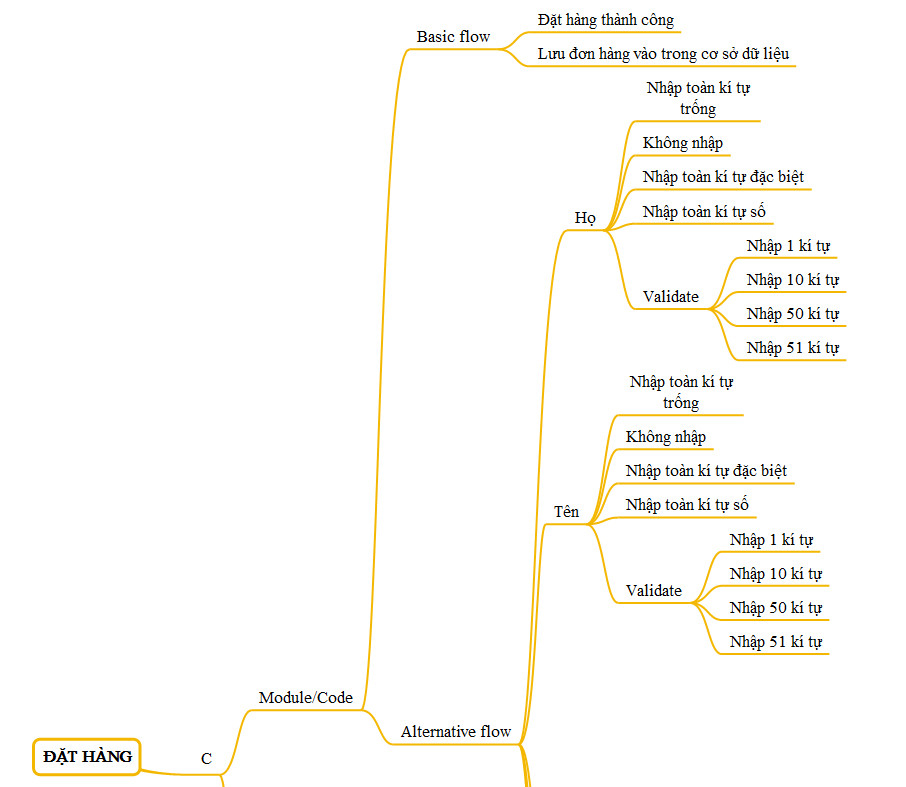 Basic flow
Đặt hàng thành công
Lưu đơn hàng vào trong cơ sở dữ liệu
Nhập toàn kí tự
trống
Không nhập
Nhập toàn kí tự đặc biệt
Nhập toàn kí tự số
Họ
Nhập 1 kí tự
Nhập 10 kí tự
Validate
Nhập 50 kí tự
Nhập 51 kí tự
Nhập toàn kí tự
trống
Không nhập
Nhập toàn kí tự đặc biệt
Nhập toàn kí tự số
Tên
Nhập 1 kí tự
Nhập 10 kí tự
Validate
Nhập 50 kí tự
Nhập 51 kí tự
Module/Code
Alternative flow
ĐẶT HÀNG
C